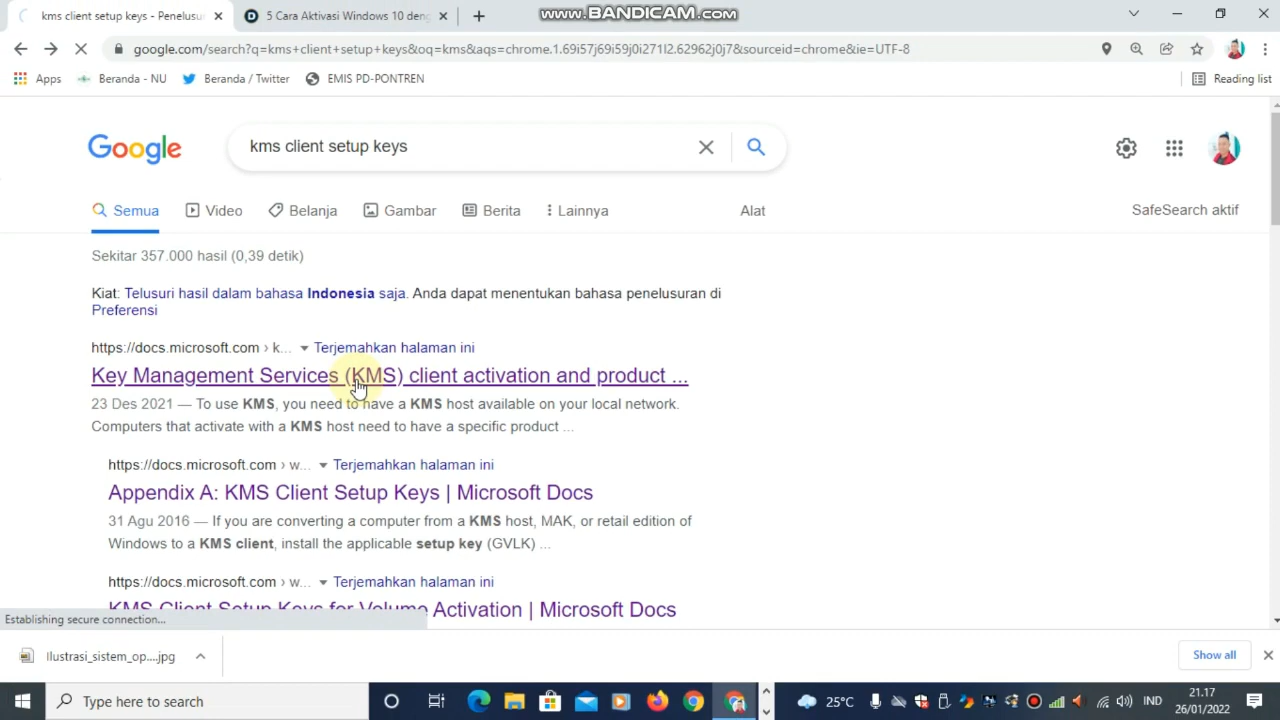 kms client setup keys - Penelusu
5 Cara Aktivasi Windows 10 deng
www.BANDICAM.com
google.com/search?q=kms+client+setup+keys&oq=kms&aqs=chrome.1.69i57j69i59j0i271l2.62962j0j7&sourceid=chrome&ie=UTF-8
Apps
Beranda - NU
Beranda / Twitter
EMIS PD-PONTREN
Reading list
Google
kms client setup keys
Semua
Video
Belanja
Gambar
Berita
Lainnya
Alat
SafeSearch aktif
Sekitar 357.000 hasil (0,39 detik)
Kiat: Telusuri hasil dalam bahasa Indonesia saja. Anda dapat menentukan bahasa penelusuran di
Preferensi
https://docs.microsoft.com › k... Terjemahkan halaman ini
Key Management Services (KMS) client activation and product ...
23 Des 2021 — To use KMS, you need to have a KMS host available on your local network.
Computers that activate with a KMS host need to have a specific product ...
https://docs.microsoft.com › w... Terjemahkan halaman ini
Appendix A: KMS Client Setup Keys | Microsoft Docs
31 Agu 2016 — If you are converting a computer from a KMS host, MAK, or retail edition of
Windows to a KMS client, install the applicable setup key (GVLK) ...
https://docs.microsoft.com › w... Terjemahkan halaman ini
KMS Client Setup Keys for Volume Activation | Microsoft Docs
Establishing secure connection...
Ilustrasi_sistem_op....jpg
Show all
Type here to search
25°C
IND
21.17
26/01/2022